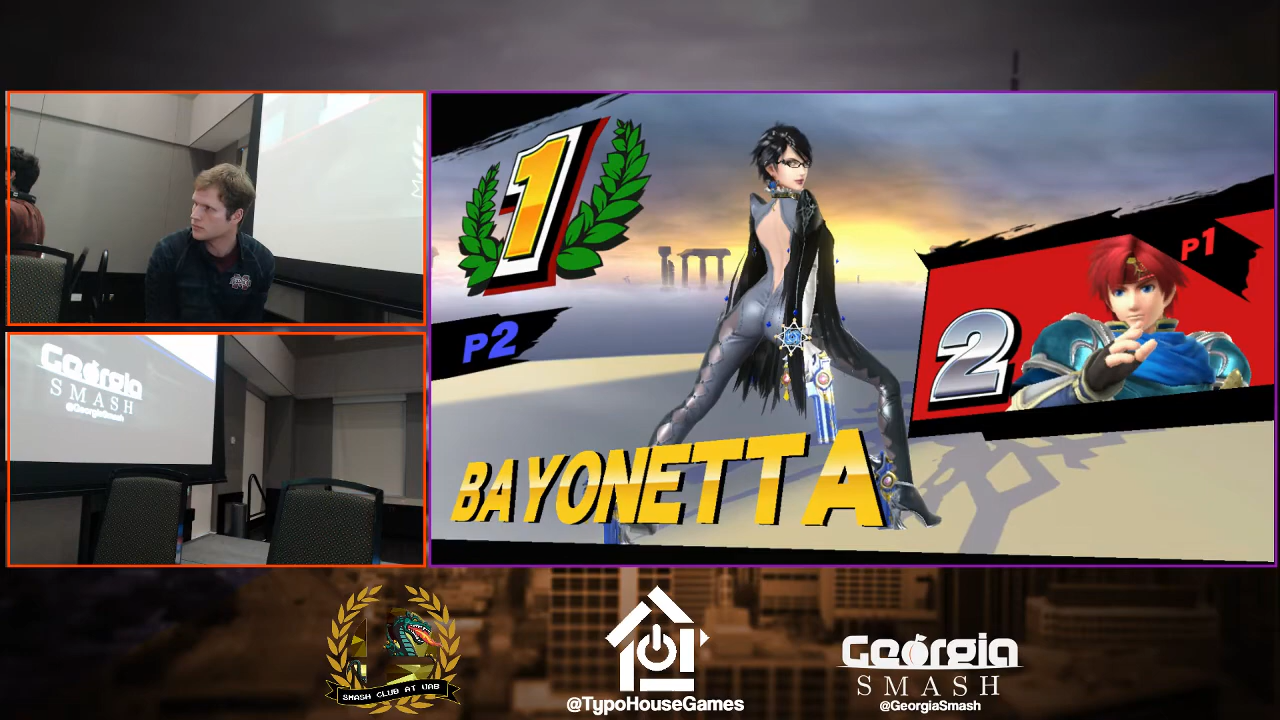 1
P2
BAYONETTA
P1
2
Georgia
SMASH
@GeorgiaSmash
SMASH CLUB AT UAB
@TypoHouseGames
Georgia
SMASH
@GeorgiaSmash